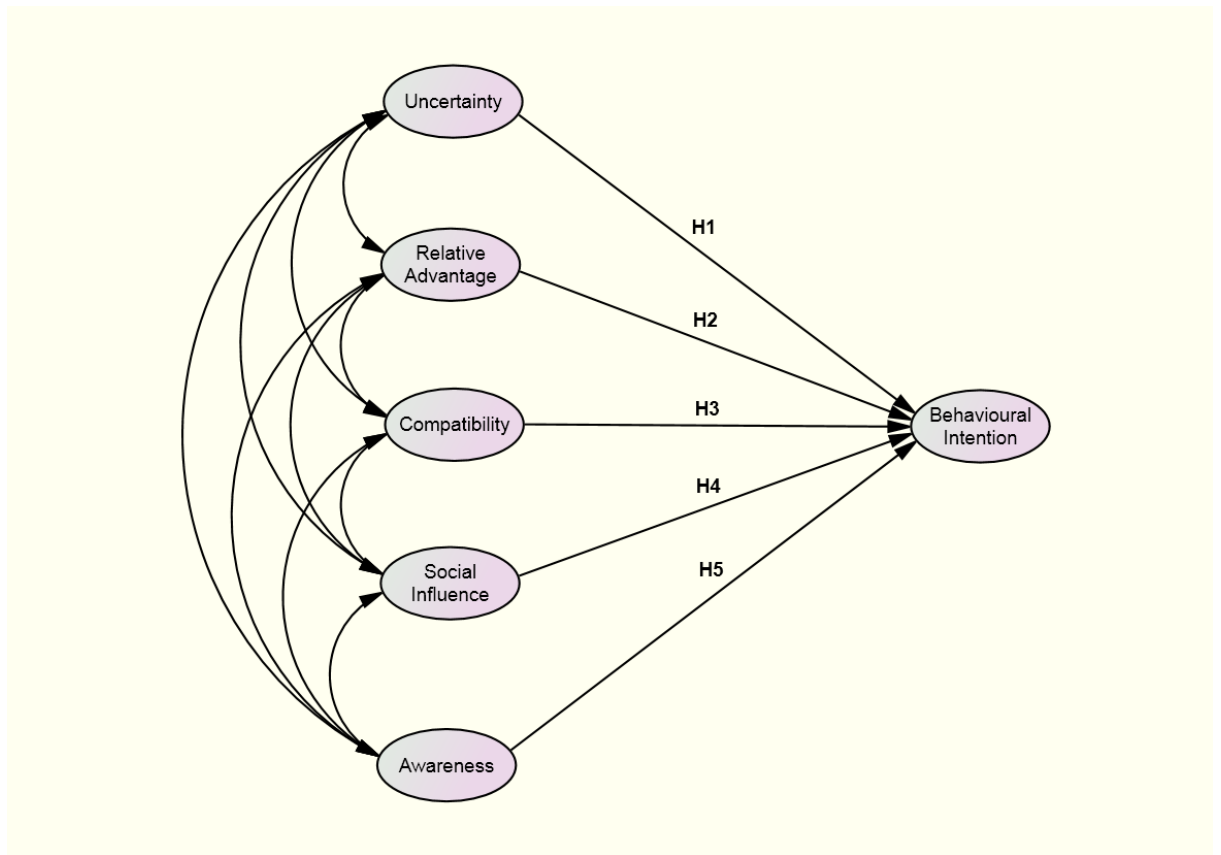 Uncertainty
H1
Relative
Advantage
H2
Compatibility
H3
Behavioural
Intention
H4
Social
Influence
H5
Awareness